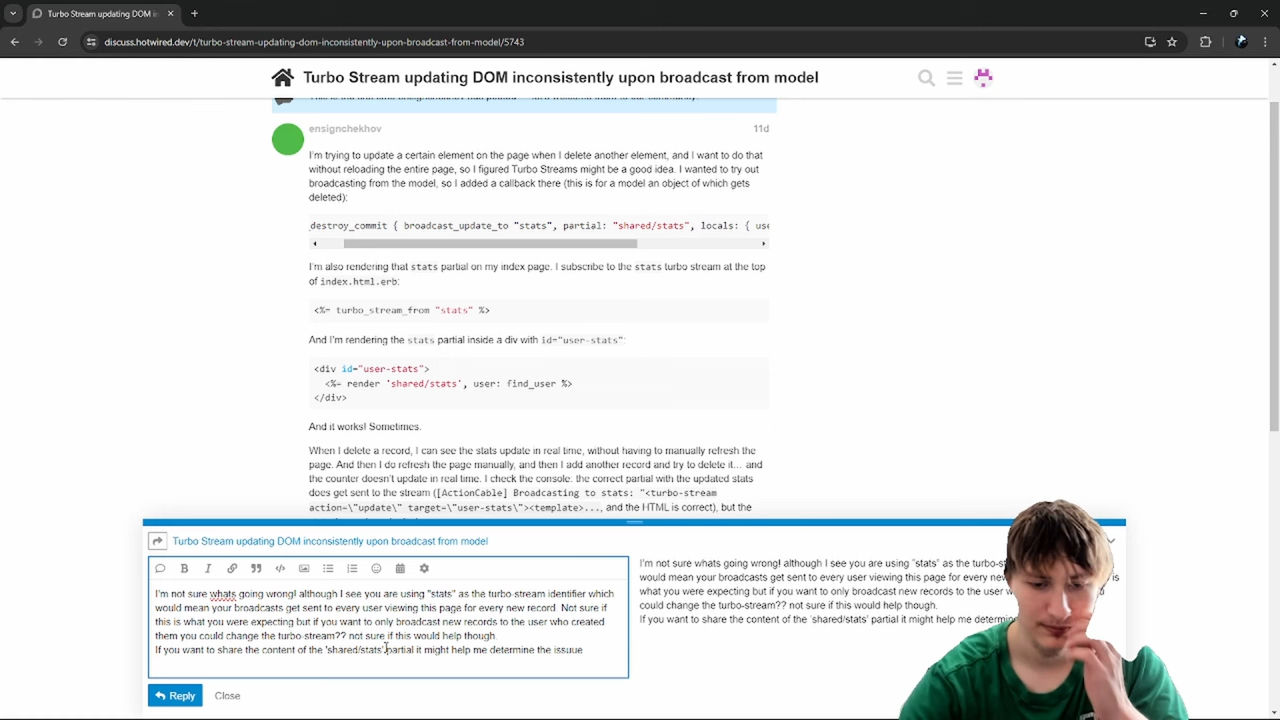 Turbo Stream updating DOM in
discuss.hotwired.dev/t/turbo-stream-updating-dom-inconsistently-upon-broadcast-from-model/5743
Turbo Stream updating DOM inconsistently upon broadcast from model
ensignchekhov
11d
I'm trying to update a certain element on the page when I delete another element, and I want to do that
without reloading the entire page, so I figured Turbo Streams might be a good idea. I wanted to try out
broadcasting from the model, so I added a callback there (this is for a model an object of which gets
deleted):
_destroy_commit { broadcast_update_to "stats", partial: "shared/stats", locals: { use
I'm also rendering that stats partial on my index page. I subscribe to the stats turbo stream at the top
of index.html.erb:
<%= turbo_stream_from "stats" %>
And I'm rendering the stats partial inside a div with id="user-stats":
<div id="user-stats">
<%= render 'shared/stats', user: find_user %>
</div>
And it works! Sometimes.
When I delete a record, I can see the stats update in real time, without having to manually refresh the
page. And then I do refresh the page manually, and then I add another record and try to delete it... and
the counter doesn't update in real time. I check the console: the correct partial with the updated stats
does get sent to the stream ([ActionCable] Broadcasting to stats: "<turbo-stream
action=\"update\" target=\"user-stats\"><template>..., and the HTML is correct), but the
Turbo Stream updating DOM inconsistently upon broadcast from model
I'm not sure whats going wrong! although I see you are using "stats" as the turbo-stream identifier which
would mean your broadcasts get sent to every user viewing this page for every new record. Not sure if
this is what you were expecting but if you want to only broadcast new records to the user who created
them you could change the turbo-stream?? not sure if this would help though.
If you want to share the content of the 'shared/stats' partial it might help me determine the issuue
I'm not sure whats going wrong! although I see you are using "stats" as the turbo-s
would mean your broadcasts get sent to every user viewing this page for every new
what you were expecting but if you want to only broadcast new records to the user w
could change the turbo-stream?? not sure if this would help though.
If you want to share the content of the 'shared/stats' partial it might help me determin
Reply
Close